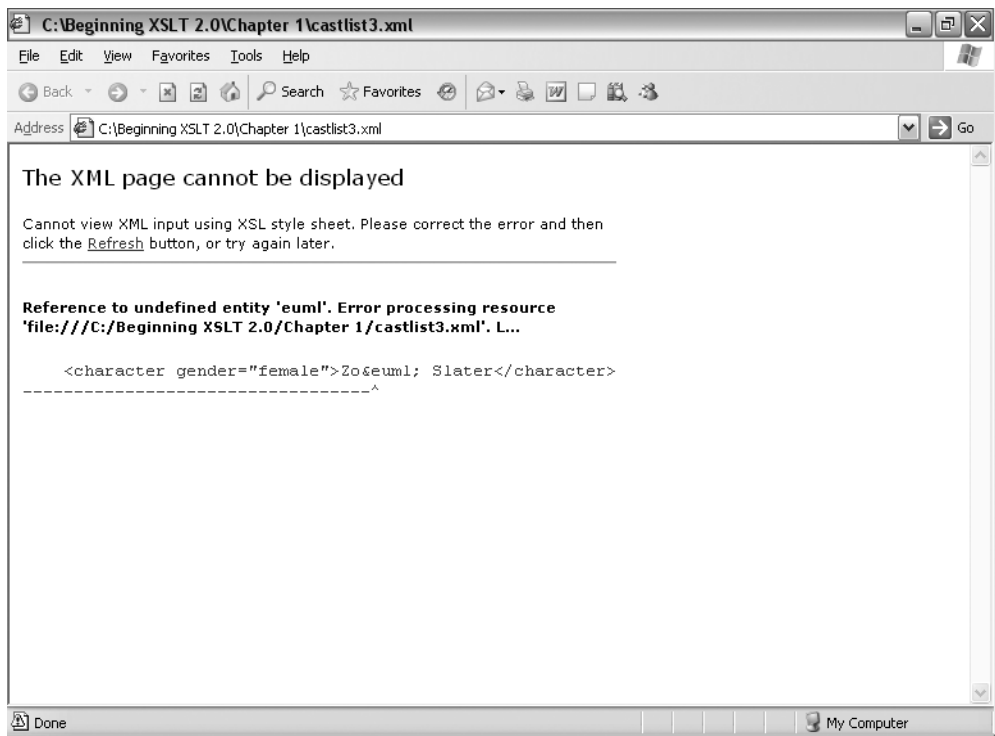 C:\Beginning XSLT 2.0\Chapter 1\castlist3.xml
File Edit View Favorites Tools Help
Back Search Favorites
Address C:\Beginning XSLT 2.0\Chapter 1\castlist3.xml Go
The XML page cannot be displayed
Cannot view XML input using XSL style sheet. Please correct the error and then
click the Refresh button, or try again later.
Reference to undefined entity 'euml'. Error processing resource
'file:///C:/Beginning XSLT 2.0/Chapter 1/castlist3.xml'. L...
<character gender="female">Zo&euml; Slater</character>
----------------------------------^
Done My Computer